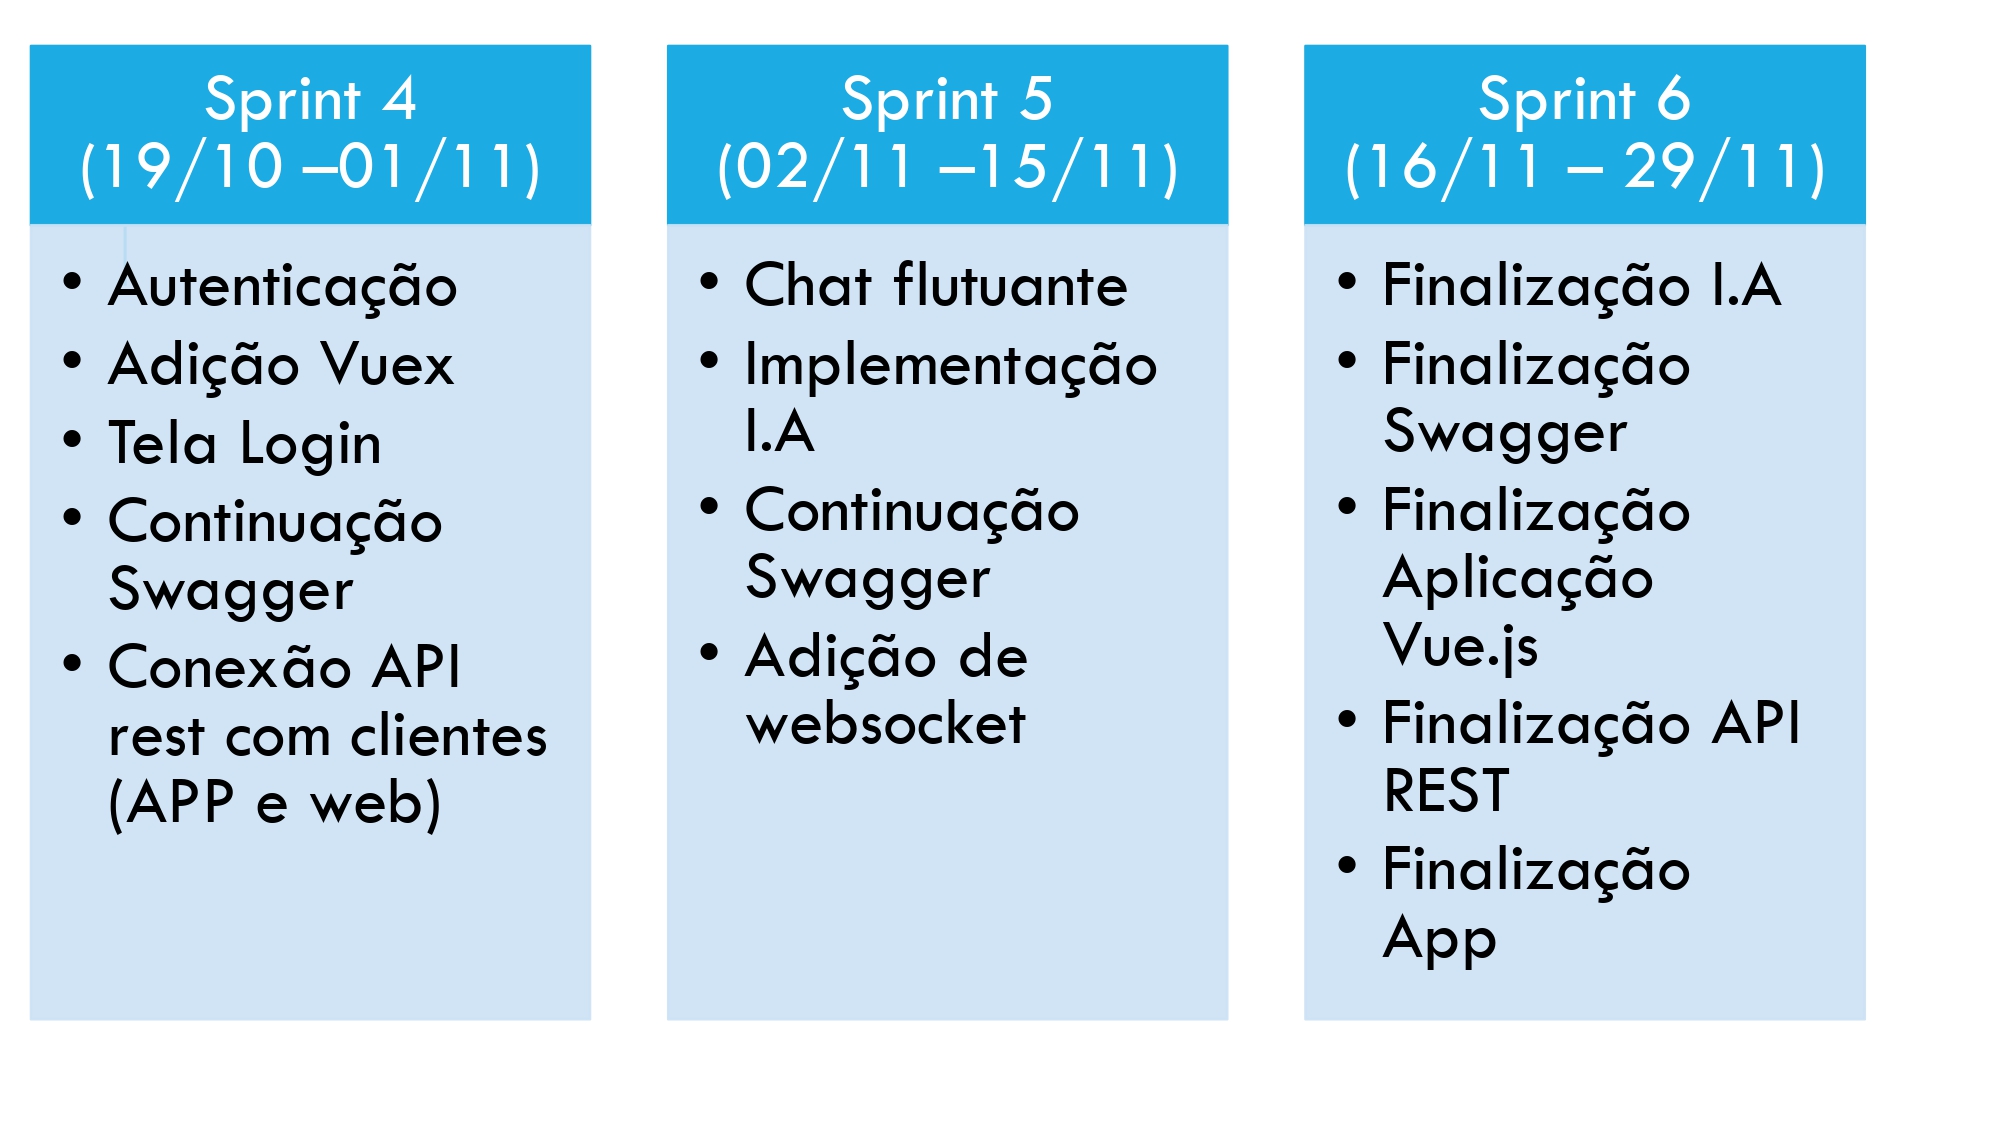 Sprint 4
(19/10 –01/11)
• Autenticação
• Adição Vuex
• Tela Login
• Continuação
Swagger
• Conexão API
rest com clientes
(APP e web)
Sprint 5
(02/11 –15/11)
• Chat flutuante
• Implementação
I.A
• Continuação
Swagger
• Adição de
websocket
Sprint 6
(16/11 – 29/11)
• Finalização I.A
• Finalização
Swagger
• Finalização
Aplicação
Vue.js
• Finalização API
REST
• Finalização
App